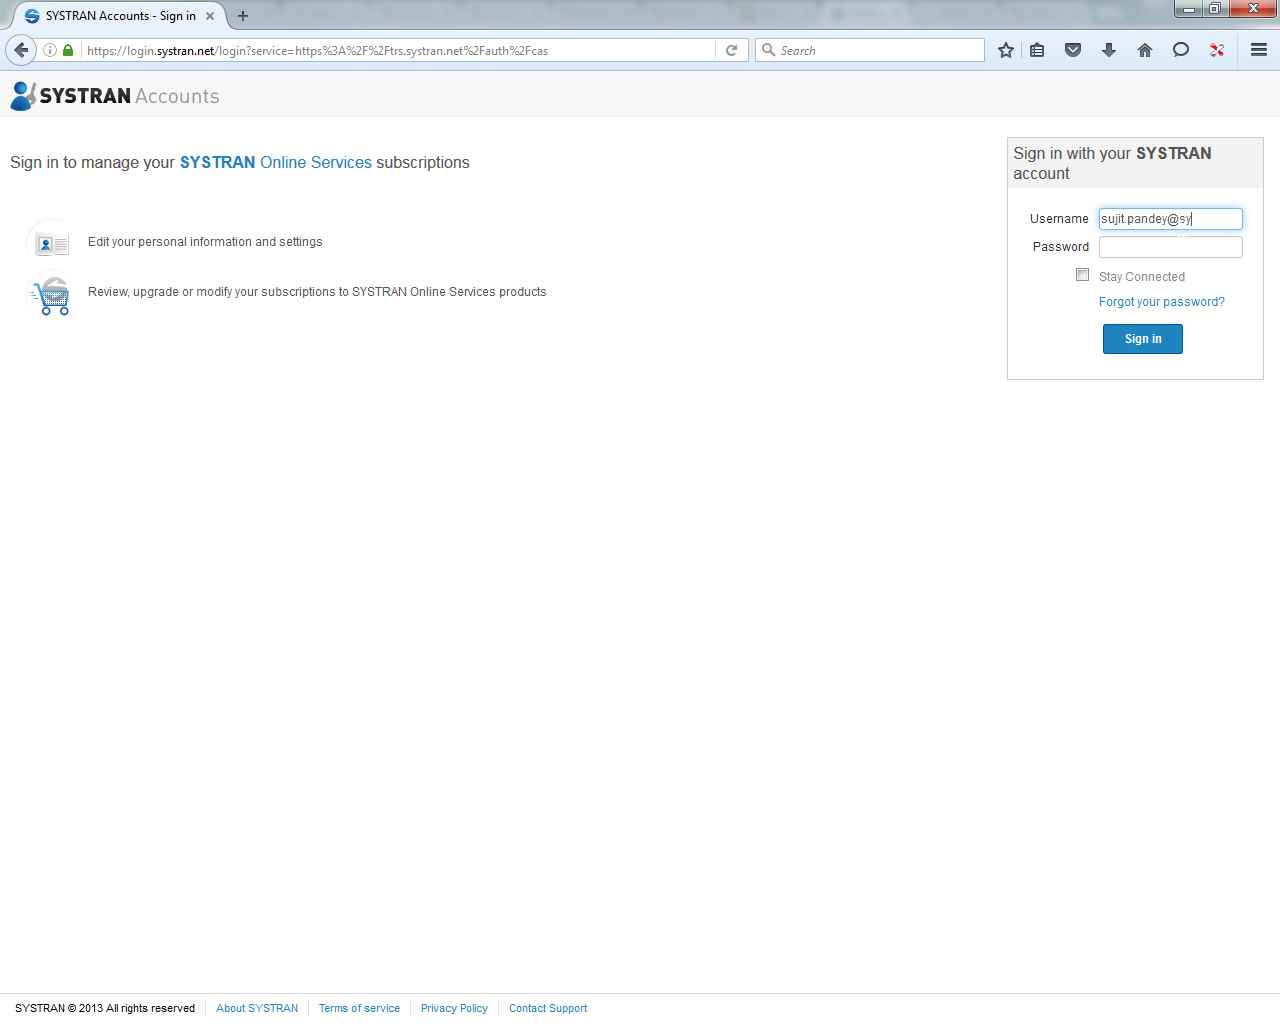 SYSTRAN Accounts - Sign in
https://login.systran.net/login?service=https%3A%2F%2Ftrs.systran.net%2Fauth%2Fcas
Search
SYSTRAN Accounts
Sign in to manage your SYSTRAN Online Services subscriptions
Edit your personal information and settings
Review, upgrade or modify your subscriptions to SYSTRAN Online Services products
Sign in with your SYSTRAN
account
Username sujit.pandey@sy
Password
Stay Connected
Forgot your password?
Sign in
SYSTRAN © 2013 All rights reserved About SYSTRAN Terms of service Privacy Policy Contact Support